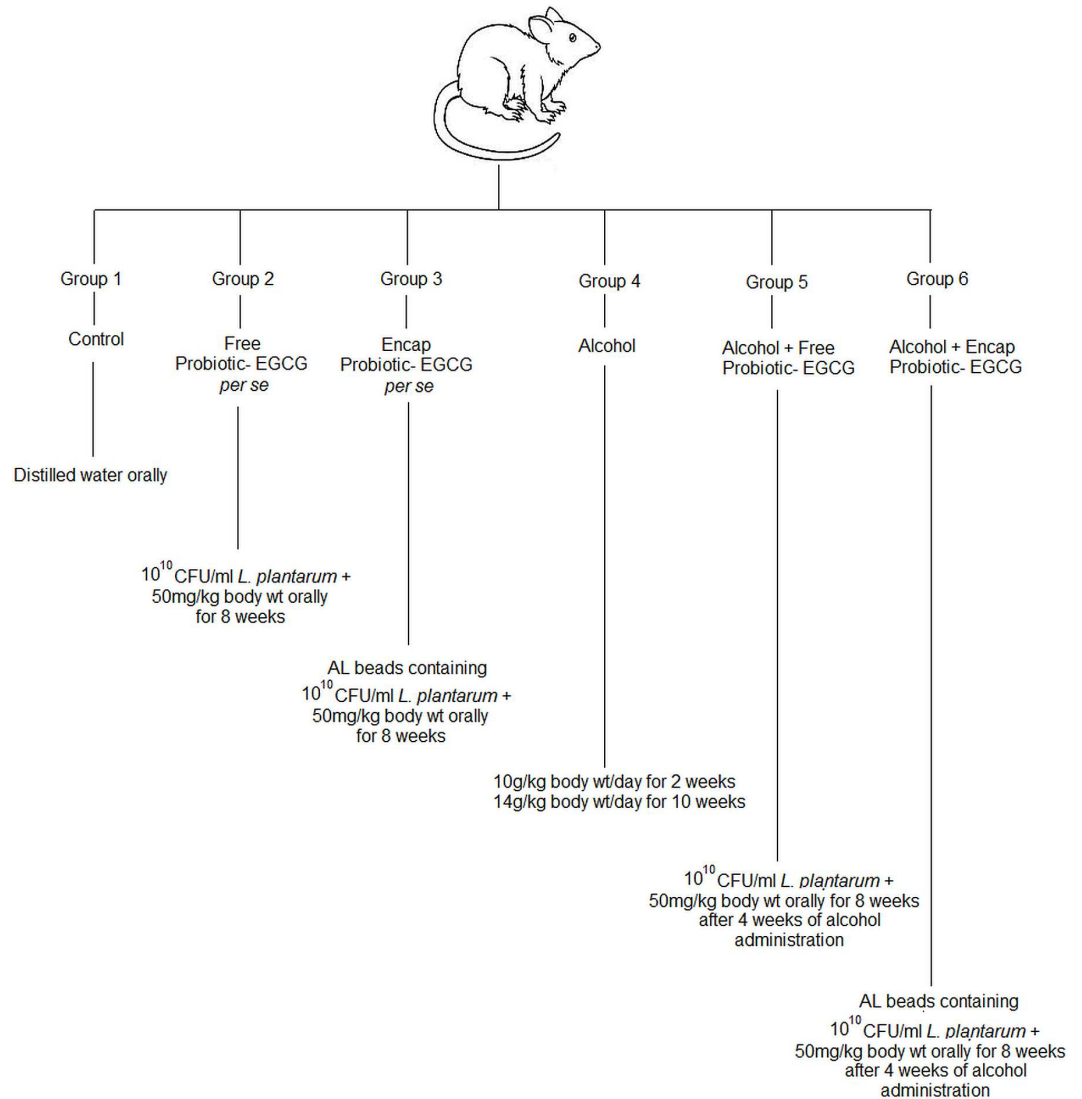 Group 1
Control
Distilled water orally
Group 2
Free
Probiotic- EGCG
per se
10^10 CFU/ml L. plantarum +
50mg/kg body wt orally
for 8 weeks
Group 3
Encap
Probiotic- EGCG
per se
AL beads containing
10^10 CFU/ml L. plantarum +
50mg/kg body wt orally
for 8 weeks
Group 4
Alcohol
10g/kg body wt/day for 2 weeks
14g/kg body wt/day for 10 weeks
Group 5
Alcohol + Free
Probiotic- EGCG
10^10 CFU/ml L. plantarum +
50mg/kg body wt orally for 8 weeks
after 4 weeks of alcohol
administration
Group 6
Alcohol + Encap
Probiotic- EGCG
AL beads containing
10^10 CFU/ml L. plantarum +
50mg/kg body wt orally for 8 weeks
after 4 weeks of alcohol
administration